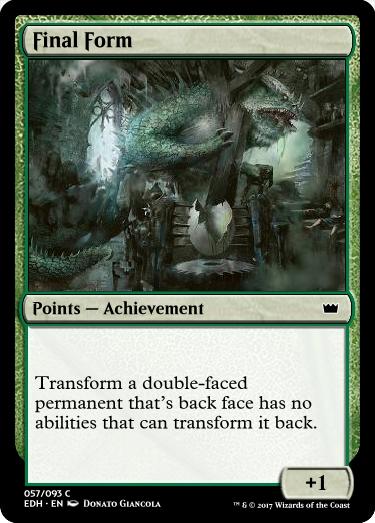 Final Form
Points — Achievement
Transform a double-faced
permanent that's back face has no
abilities that can transform it back.
+1
057/093 C
EDH • EN Donato Giancola
™ & © 2017 Wizards of the Coast